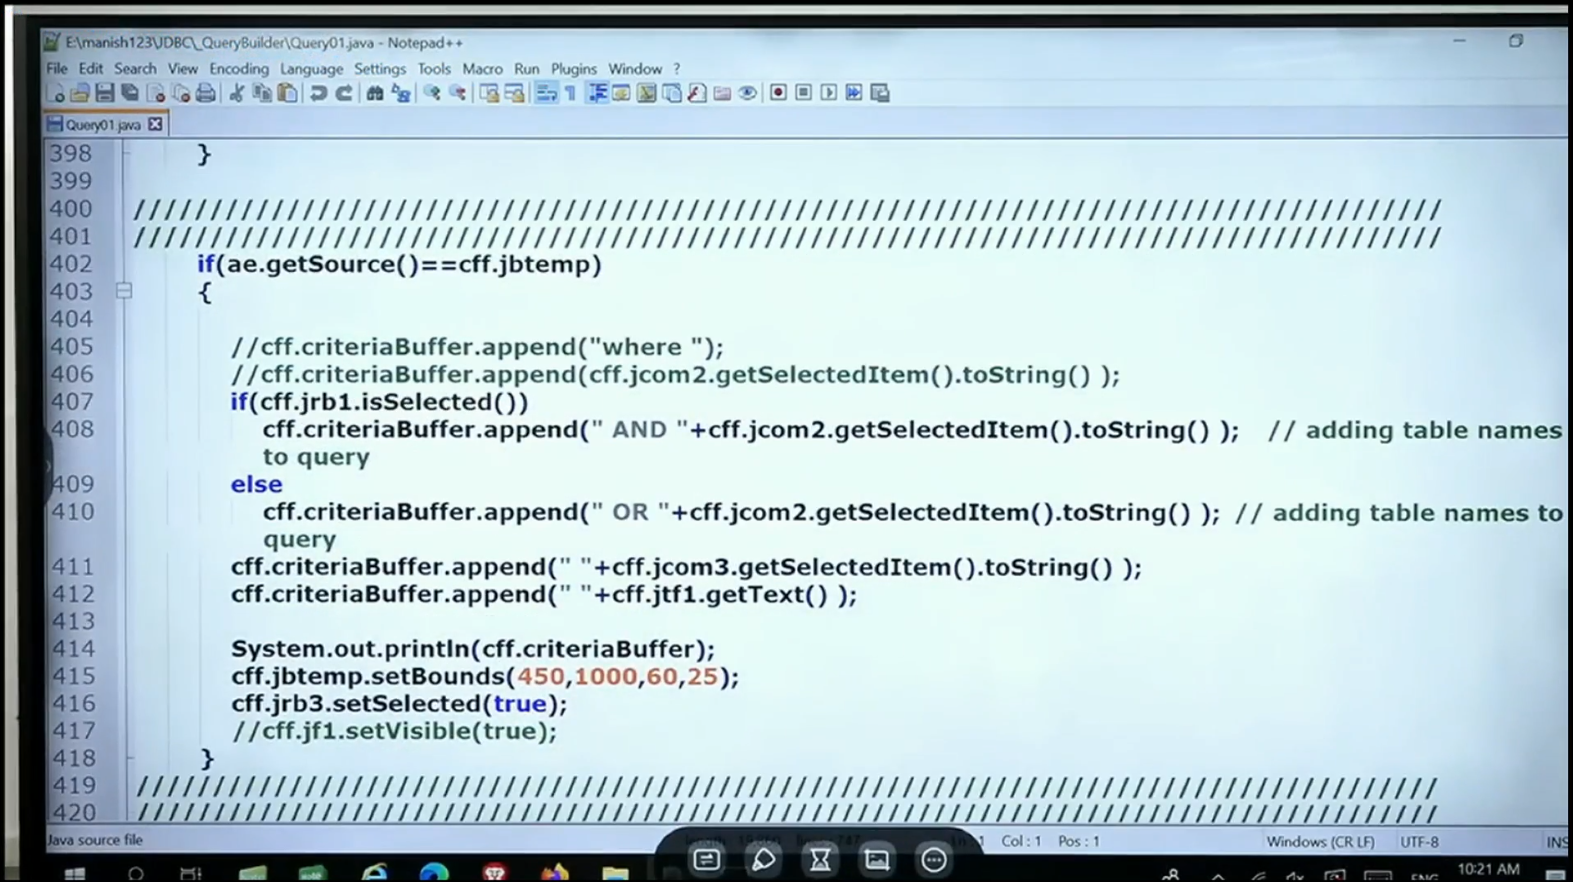 E:\manish123\JDBC\_QueryBuilder\Query01.java - Notepad++
File Edit Search View Encoding Language Settings Tools Macro Run Plugins Window ?
Query01.java
398 }
399
400 /////////////////////////////////////////////////////////////////////////////////////
401 /////////////////////////////////////////////////////////////////////////////////////
402 if(ae.getSource()==cff.jbtemp)
403 {
404
405 //cff.criteriaBuffer.append("where ");
406 //cff.criteriaBuffer.append(cff.jcom2.getSelectedItem().toString() );
407 if(cff.jrb1.isSelected())
408 cff.criteriaBuffer.append(" AND "+cff.jcom2.getSelectedItem().toString() ); // adding table names
to query
409 else
410 cff.criteriaBuffer.append(" OR "+cff.jcom2.getSelectedItem().toString() ); // adding table names to
query
411 cff.criteriaBuffer.append(" "+cff.jcom3.getSelectedItem().toString() );
412 cff.criteriaBuffer.append(" "+cff.jtf1.getText() );
413
414 System.out.println(cff.criteriaBuffer);
415 cff.jbtemp.setBounds(450,1000,60,25);
416 cff.jrb3.setSelected(true);
417 //cff.jf1.setVisible(true);
418 }
419 /////////////////////////////////////////////////////////////////////////////////////
420 /////////////////////////////////////////////////////////////////////////////////////
Java source file Col : 1 Pos : 1 Windows (CR LF) UTF-8 INS
ENG 10:21 AM